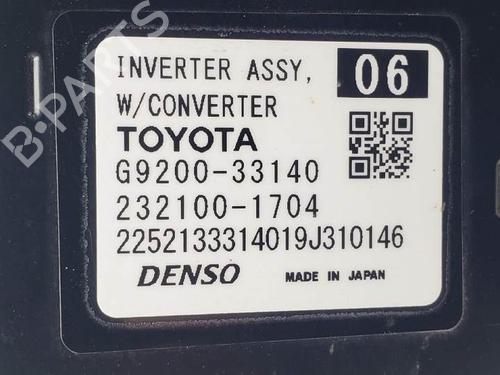 INVERTER ASSY, 06
W/CONVERTER
TOYOTA
G9200-33140
232100-1704
2252133314019J310146
DENSO MADE IN JAPAN
B-PARTS